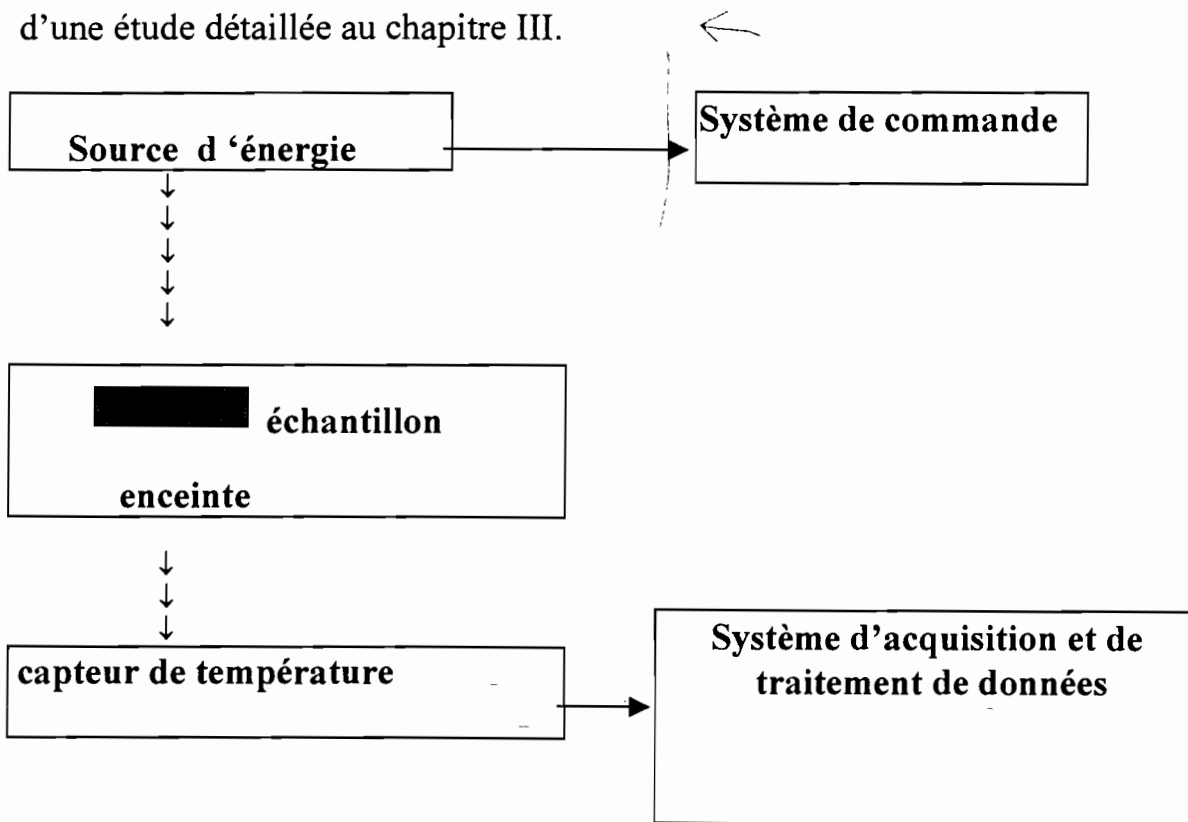 d'une étude détaillée au chapitre III.
Source d ‘énergie
Système de commande
échantillon
enceinte
capteur de température
Système d'acquisition et de
traitement de données